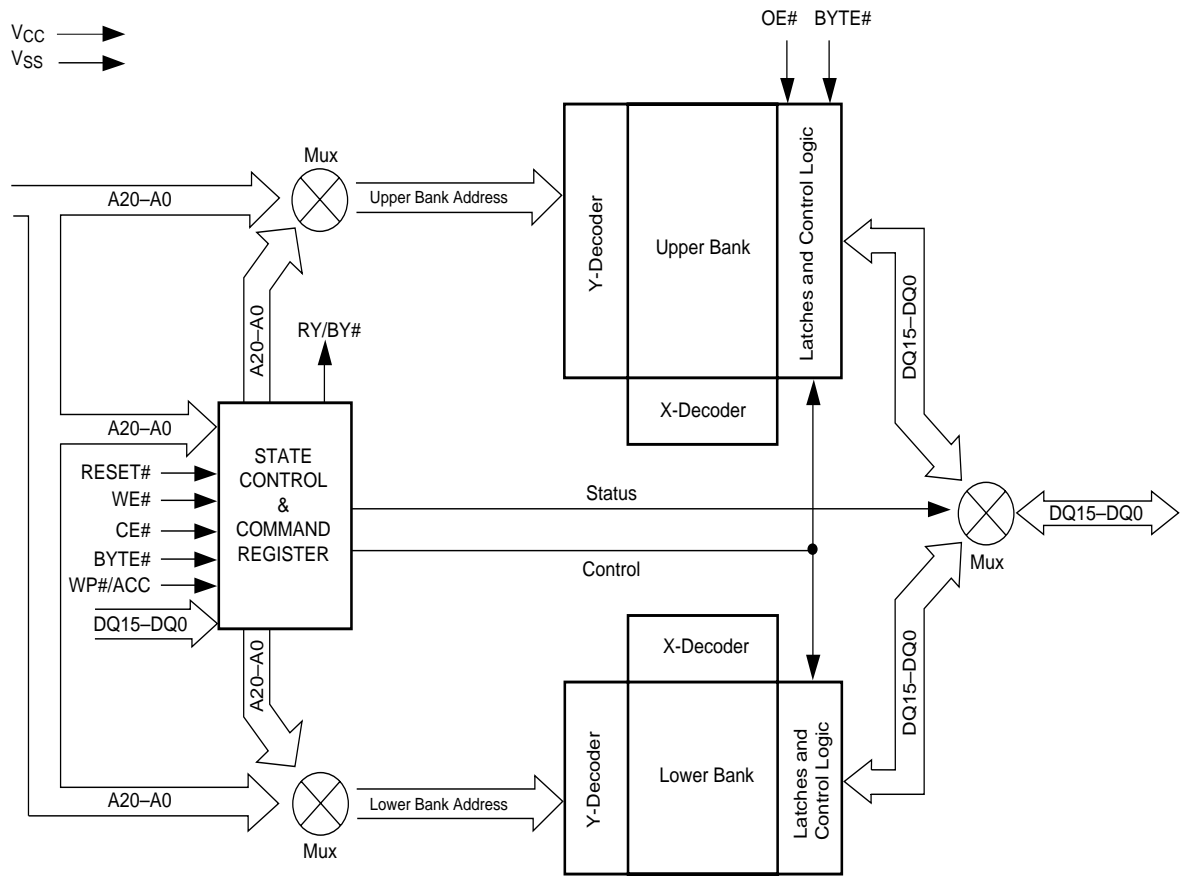 VCC
VSS
OE# BYTE#
Mux
A20–A0
Upper Bank Address
Y-Decoder
Upper Bank
Latches and Control Logic
X-Decoder
DQ15–DQ0
A20–A0
RY/BY#
A20–A0
RESET#
WE#
CE#
BYTE#
WP#/ACC
DQ15–DQ0
STATE
CONTROL
&
COMMAND
REGISTER
Status
Control
DQ15–DQ0
Mux
A20–A0
X-Decoder
Y-Decoder
Lower Bank
Latches and
Control Logic
DQ15–DQ0
A20–A0
Lower Bank Address
Mux